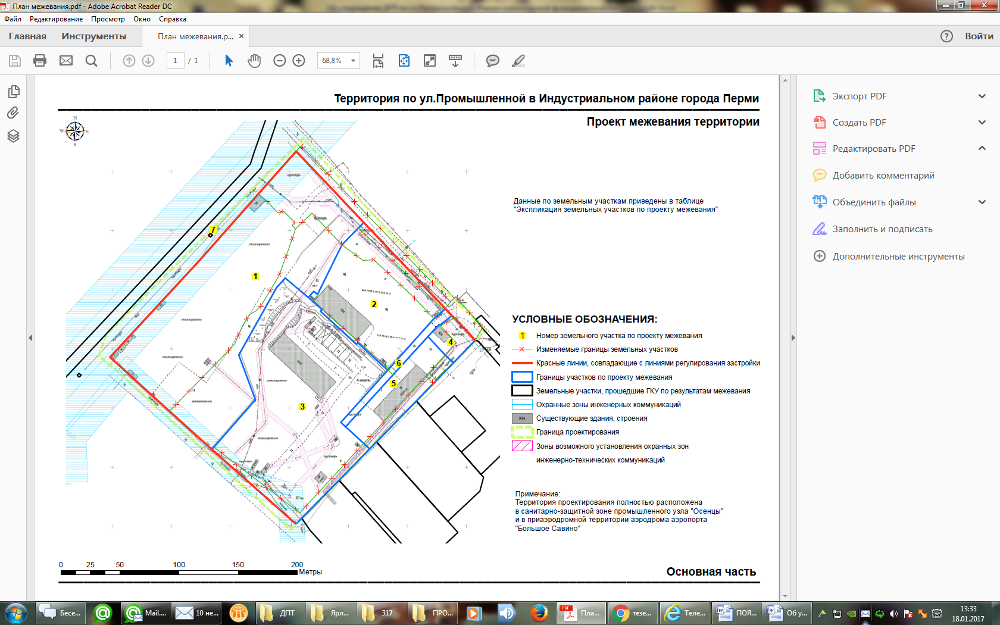 План межевания.pdf - Adobe Acrobat Reader DC
Файл Редактирование Просмотр Окно Справка
Главная Инструменты План межевания.р... × Войти
1 / 1 68,8%
Территория по ул.Промышленной в Индустриальном районе города Перми
Проект межевания территории
N
W E
S
Данные по земельным участкам приведены в таблице
"Экспликация земельных участков по проекту межевания"
7
1
2
4
6
5
3
УСЛОВНЫЕ ОБОЗНАЧЕНИЯ:
1 Номер земельного участка по проекту межевания
Изменяемые границы земельных участков
Красные линии, совпадающие с линиями регулирования застройки
Границы участков по проекту межевания
Земельные участки, прошедшие ГКУ по результатам межевания
Охранные зоны инженерных коммуникаций
КН Существующие здания, строения
Граница проектирования
Зоны возможного установления охранных зон
инженерно-технических коммуникаций
Примечание:
Территория проектирования полностью расположена
в санитарно-защитной зоне промышленного узла "Осенцы"
и в приаэродромной территории аэродрома аэропорта
"Большое Савино"
0 25 50 100 150 200
Метры
Основная часть
Экспорт PDF
Создать PDF
Редактировать PDF
Добавить комментарий
Объединить файлы
Заполнить и подписать
Дополнительные инструменты
Бесе... Mail.... 10 не... ДПТ Ярл... 317 ПРО... Пла... тезе... Теле... ПОЯ... Об у...
13:33
18.01.2017